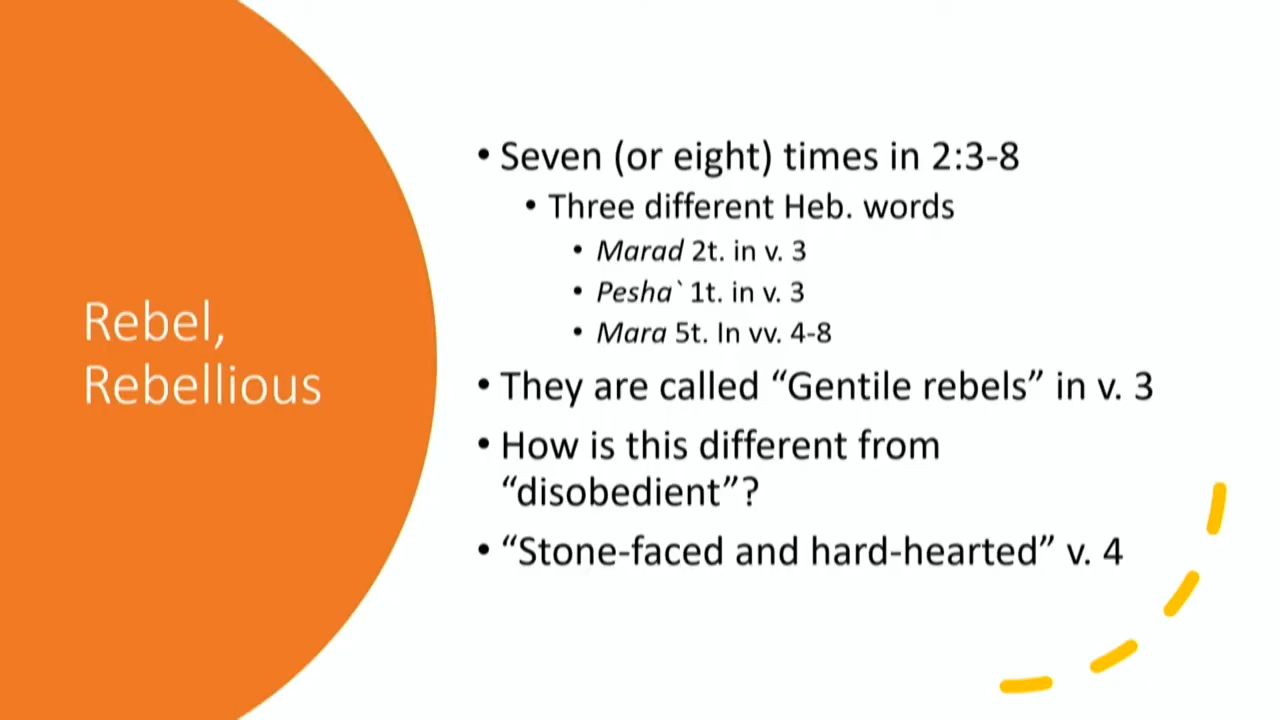 Rebel,
Rebellious
• Seven (or eight) times in 2:3-8
• Three different Heb. words
• Marad 2t. in v. 3
• Pesha` 1t. in v. 3
• Mara 5t. In vv. 4-8
• They are called “Gentile rebels” in v. 3
• How is this different from
“disobedient”?
• “Stone-faced and hard-hearted” v. 4